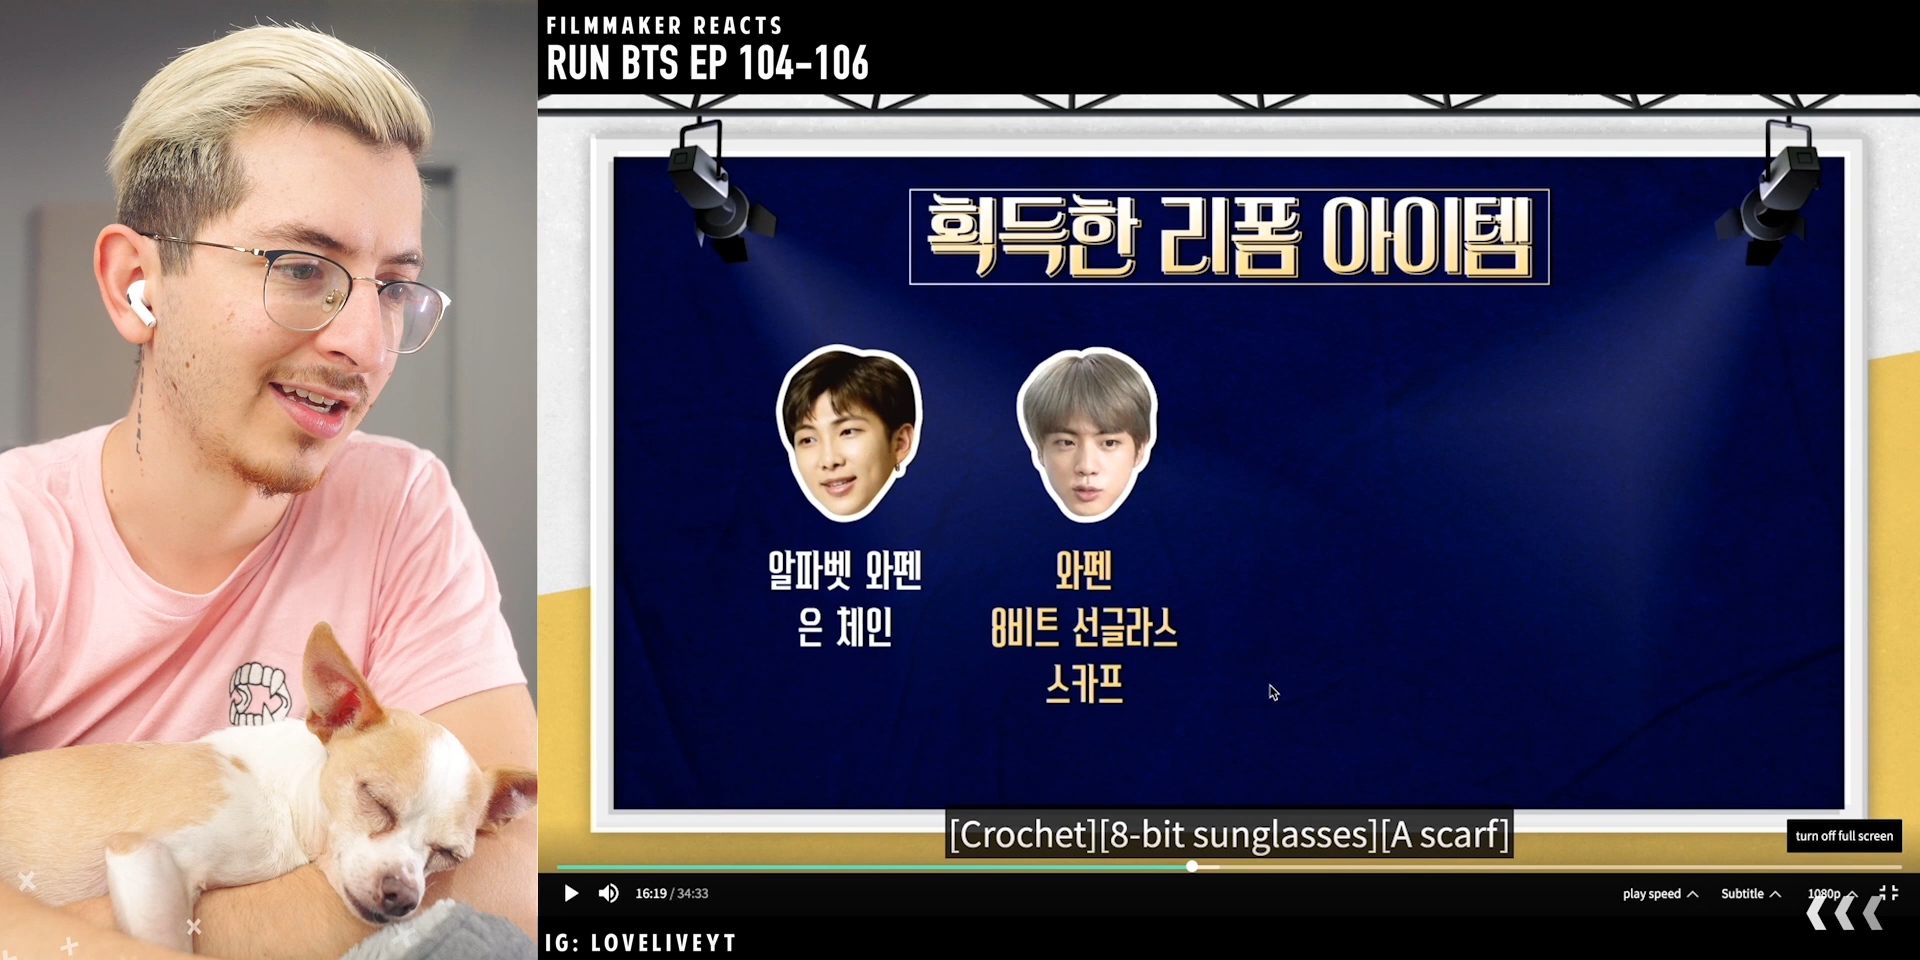 FILMMAKER REACTS
RUN BTS EP 104-106
획득한 리폼 아이템
알파벳 와펜
은 체인
와펜
8비트 선글라스
스카프
[Crochet][8-bit sunglasses][A scarf]
turn off full screen
16:19 / 34:33
play speed
Subtitle
1080p
IG: LOVELIVEYT